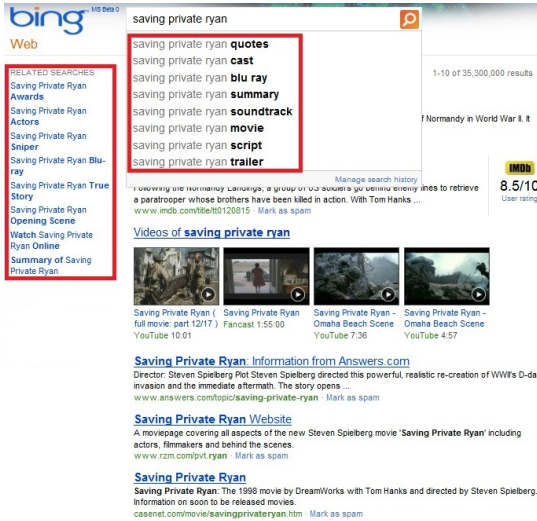 bing
MS Beta 0
saving private ryan
Web
saving private ryan quotes
saving private ryan cast
saving private ryan blu ray
saving private ryan summary
saving private ryan soundtrack
saving private ryan movie
saving private ryan script
saving private ryan trailer
Manage search history
RELATED SEARCHES
Saving Private Ryan
Awards
Saving Private Ryan
Actors
Saving Private Ryan
Sniper
Saving Private Ryan Blu-
ray
Saving Private Ryan True
Story
Saving Private Ryan
Opening Scene
Watch Saving Private
Ryan Online
Summary of Saving
Private Ryan
1-10 of 35,300,000 results
f Normandy in World War II. It
IMDb
8.5/10
User rating
Following the Normandy Landings, a group of US soldiers go behind enemy lines to retrieve
a paratrooper whose brothers have been killed in action. With Tom Hanks ...
www.imdb.com/title/tt0120815 · Mark as spam
Videos of saving private ryan
Saving Private Ryan (
full movie: part 12/17 )
YouTube 10:01
Saving Private Ryan
Fancast 1:55:00
Saving Private Ryan -
Omaha Beach Scene
YouTube 7:36
Saving Private Ryan -
Omaha Beach Scene
YouTube 4:57
Saving Private Ryan: Information from Answers.com
Director: Steven Spielberg Plot Steven Spielberg directed this powerful, realistic re-creation of WWII's D-da
invasion and the immediate aftermath. The story opens ...
www.answers.com/topic/saving-private-ryan · Mark as spam
Saving Private Ryan Website
A moviepage covering all aspects of the new Steven Spielberg movie 'Saving Private Ryan' including
actors, filmmakers and behind the scenes.
www.rzm.com/pvt.ryan · Mark as spam
Saving Private Ryan
Saving Private Ryan: The 1998 movie by DreamWorks with Tom Hanks and directed by Steven Spielberg.
Information on soon to be released movies.
casenet.com/movie/savingprivateryan.htm · Mark as spam